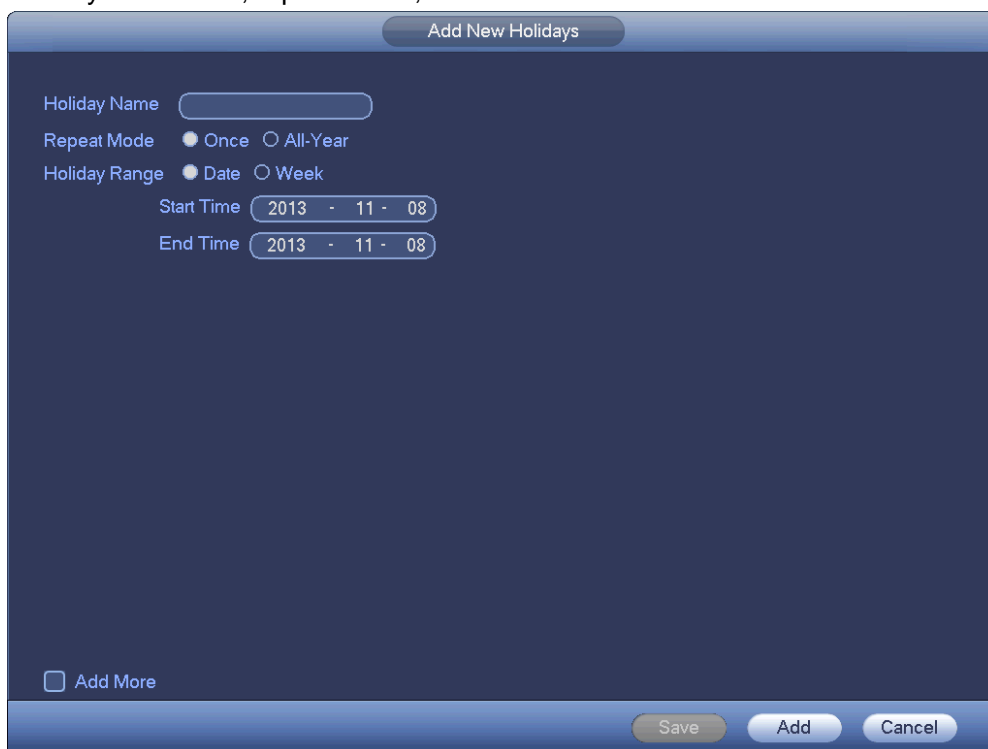 Add New Holidays
Holiday Name
Repeat Mode Once All-Year
Holiday Range Date Week
Start Time 2013 - 11 - 08
End Time 2013 - 11 - 08
Add More
Save Add Cancel